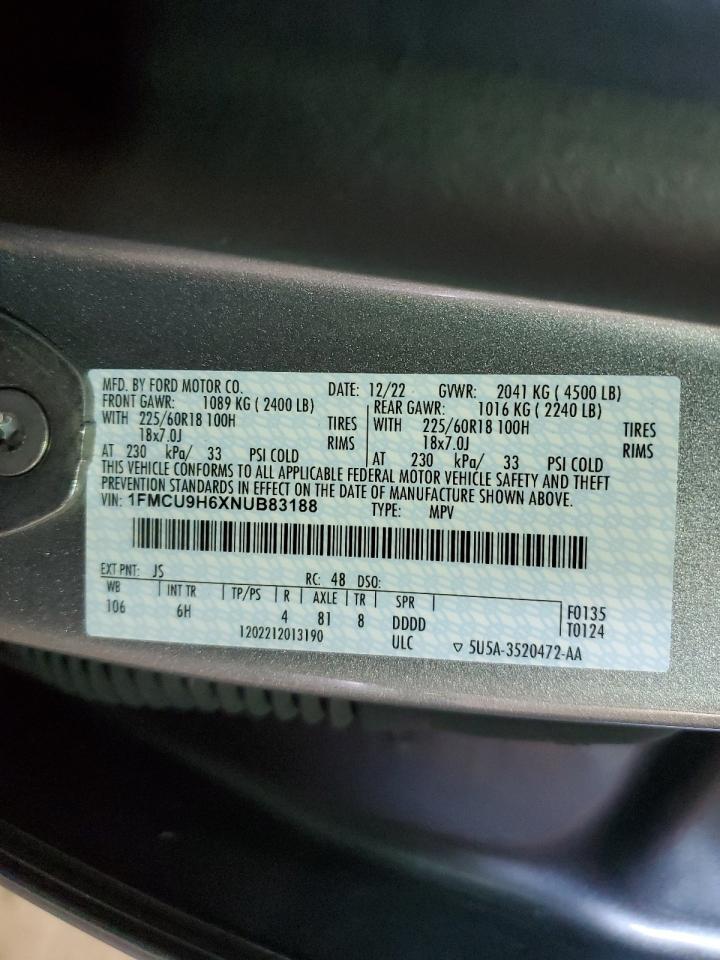 MFD. BY FORD MOTOR CO. DATE: 12/22 GVWR: 2041 KG ( 4500 LB)
FRONT GAWR: 1089 KG ( 2400 LB) REAR GAWR: 1016 KG ( 2240 LB)
WITH 225/60R18 100H TIRES WITH 225/60R18 100H TIRES
18x7.0J RIMS 18x7.0J RIMS
AT 230 kPa/ 33 PSI COLD AT 230 kPa/ 33 PSI COLD
THIS VEHICLE CONFORMS TO ALL APPLICABLE FEDERAL MOTOR VEHICLE SAFETY AND THEFT
PREVENTION STANDARDS IN EFFECT ON THE DATE OF MANUFACTURE SHOWN ABOVE.
VIN: 1FMCU9H6XNUB83188 TYPE: MPV
EXT PNT: JS RC: 48 DSO:
WB INT TR TP/PS R AXLE TR SPR F0135
106 6H 4 81 8 DDDD T0124
1202212013190 ULC ▽ 5U5A-3520472-AA